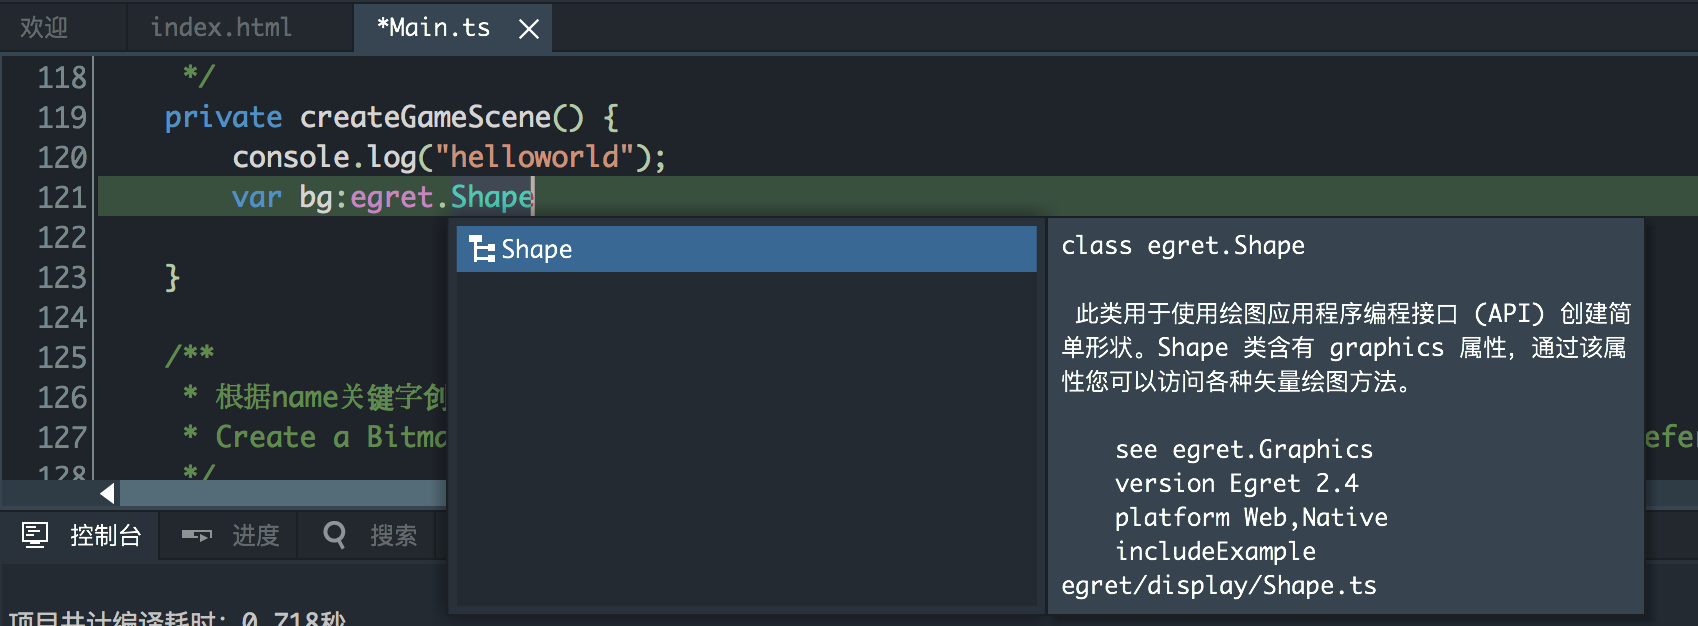 欢迎
index.html
*Main.ts
118 */
119 private createGameScene() {
120 console.log("helloworld");
121 var bg:egret.Shape
122
123 }
124
125 /**
126 * 根据name关键字创
127 * Create a Bitma
efer
128 */
Shape
class egret.Shape
此类用于使用绘图应用程序编程接口 (API) 创建简
单形状。Shape 类含有 graphics 属性，通过该属
性您可以访问各种矢量绘图方法。
see egret.Graphics
version Egret 2.4
platform Web,Native
includeExample
egret/display/Shape.ts
控制台
进度
搜索
项目共计编译耗时：0.718秒